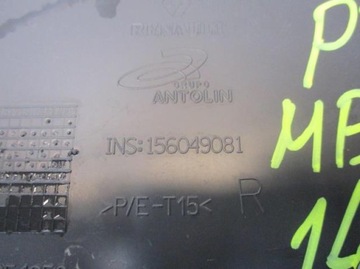 RENAULT
GRUPO
ANTOLIN
INS:156049081
>P/E-T15<
R
P
ME
14